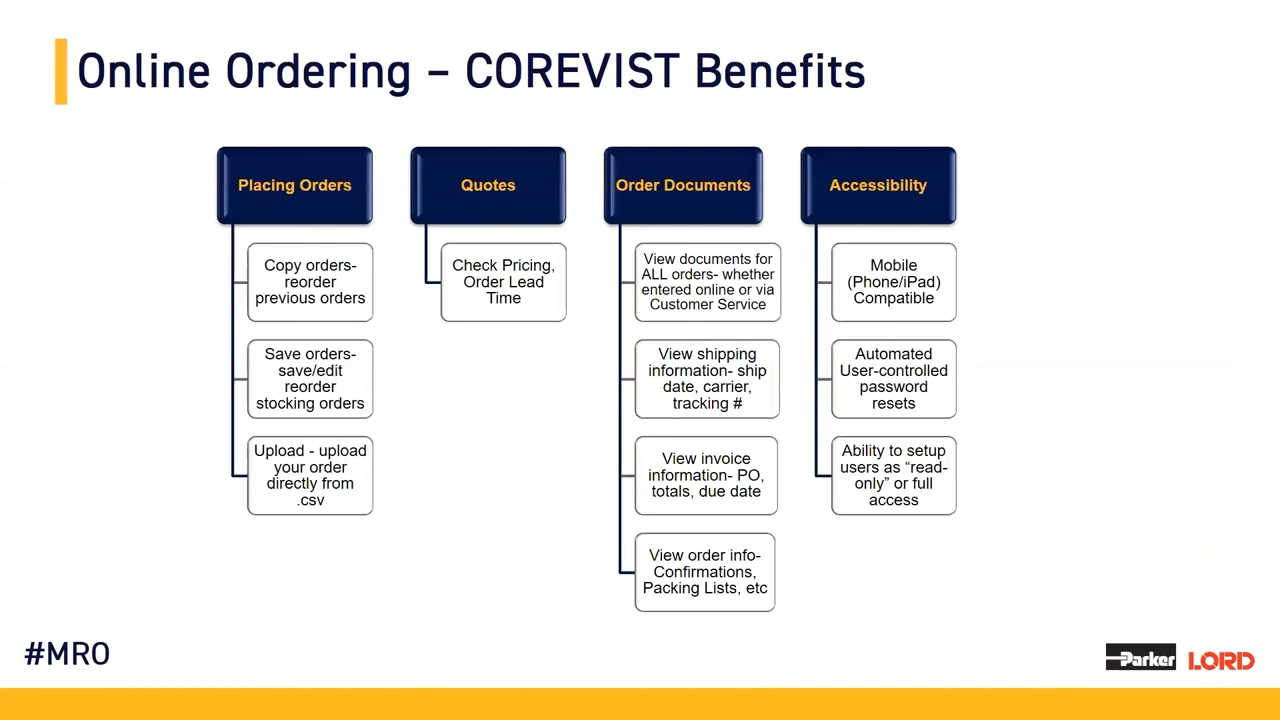 Online Ordering – COREVIST Benefits
Placing Orders
Copy orders-
reorder
previous orders
Save orders-
save/edit
reorder
stocking orders
Upload - upload
your order
directly from
.csv
Quotes
Check Pricing,
Order Lead
Time
Order Documents
View documents for
ALL orders- whether
entered online or via
Customer Service
View shipping
information- ship
date, carrier,
tracking #
View invoice
information- PO,
totals, due date
View order info-
Confirmations,
Packing Lists, etc
Accessibility
Mobile
(Phone/iPad)
Compatible
Automated
User-controlled
password
resets
Ability to setup
users as “read-
only” or full
access
#MRO
Parker LORD